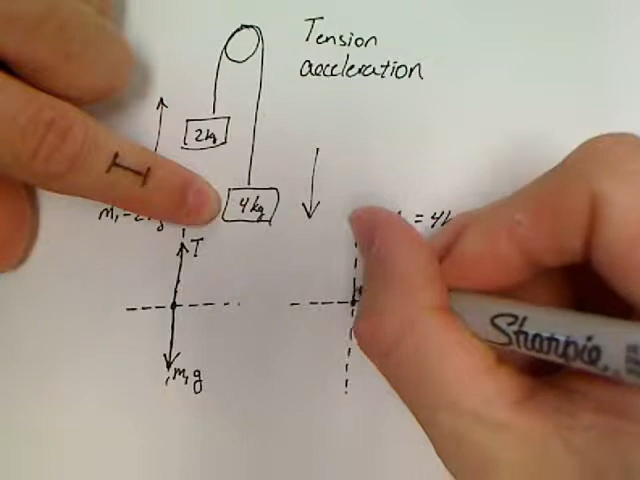 Tension
acceleration
2kg
4kg
T
m₁g
Sharpie